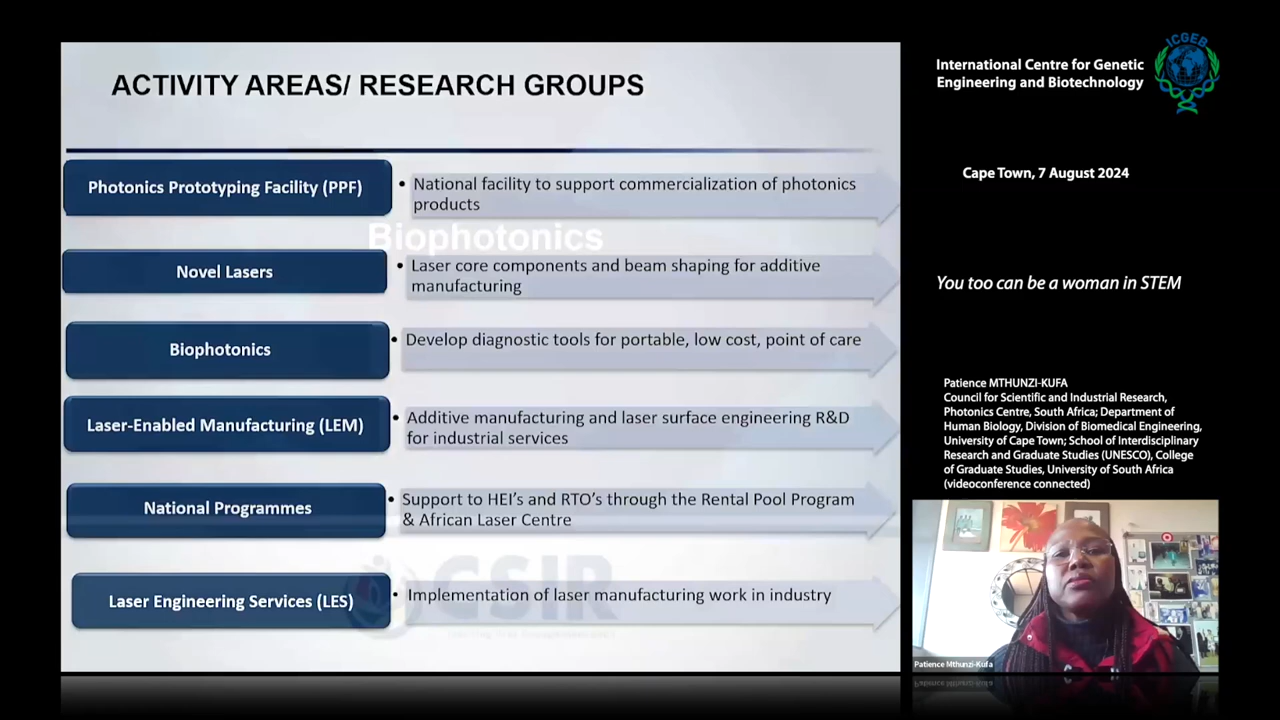 ACTIVITY AREAS/ RESEARCH GROUPS
Photonics Prototyping Facility (PPF)
• National facility to support commercialization of photonics
products
Biophotonics
Novel Lasers
• Laser core components and beam shaping for additive
manufacturing
Biophotonics
• Develop diagnostic tools for portable, low cost, point of care
Laser-Enabled Manufacturing (LEM)
• Additive manufacturing and laser surface engineering R&D
for industrial services
National Programmes
• Support to HEI's and RTO's through the Rental Pool Program
& African Laser Centre
Laser Engineering Services (LES)
• Implementation of laser manufacturing work in industry
CSIR
International Centre for Genetic
Engineering and Biotechnology
ICGEB
Cape Town, 7 August 2024
You too can be a woman in STEM
Patience MTHUNZI-KUFA
Council for Scientific and Industrial Research,
Photonics Centre, South Africa; Department of
Human Biology, Division of Biomedical Engineering,
University of Cape Town; School of Interdisciplinary
Research and Graduate Studies (UNESCO), College
of Graduate Studies, University of South Africa
(videoconference connected)
Patience Mthunzi-Kufa